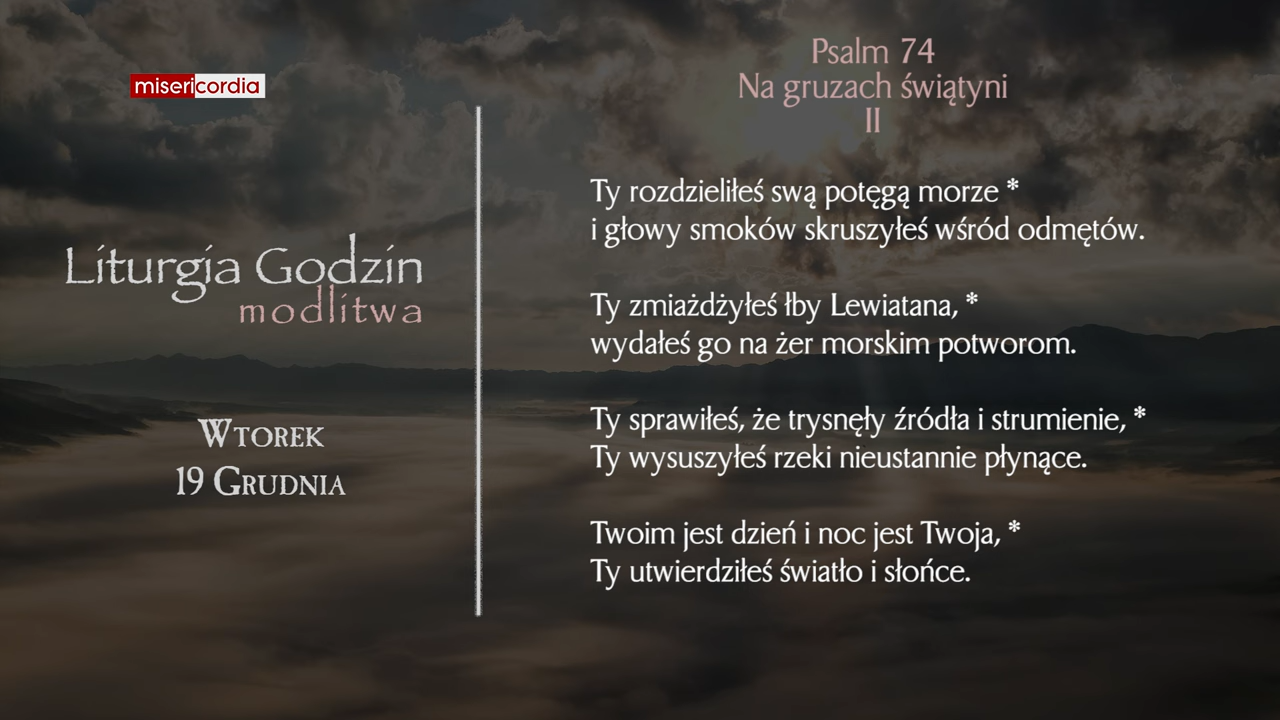 misericordia
Liturgia Godzin
modlitwa
Wtorek
19 Grudnia
Psalm 74
Na gruzach świątyni
II
Ty rozdzieliłeś swą potęgą morze *
i głowy smoków skruszyłeś wśród odmętów.
Ty zmiażdżyłeś łby Lewiatana, *
wydałeś go na żer morskim potworom.
Ty sprawiłeś, że trysnęły źródła i strumienie, *
Ty wysuszyłeś rzeki nieustannie płynące.
Twoim jest dzień i noc jest Twoja, *
Ty utwierdziłeś światło i słońce.